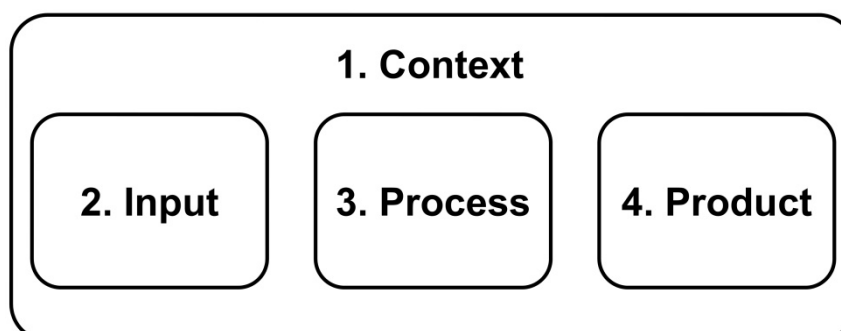 1. Context
2. Input
3. Process
4. Product